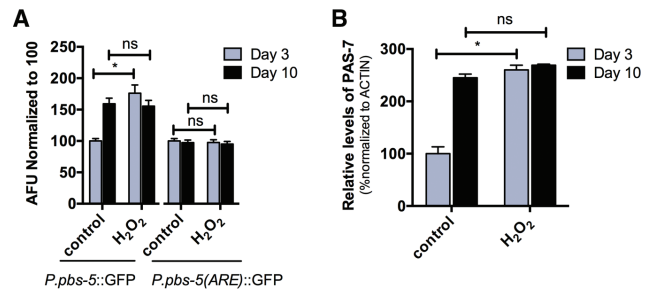 A
AFU Normalized to 100
250
200
150
100
50
0
ns
*
ns
ns
Day 3
Day 10
control
H2O2
control
H2O2
P.pbs-5::GFP
P.pbs-5(ARE)::GFP
B
Relative levels of PAS-7
(%normalized to ACTIN)
300
200
100
0
ns
*
Day 3
Day 10
control
H2O2